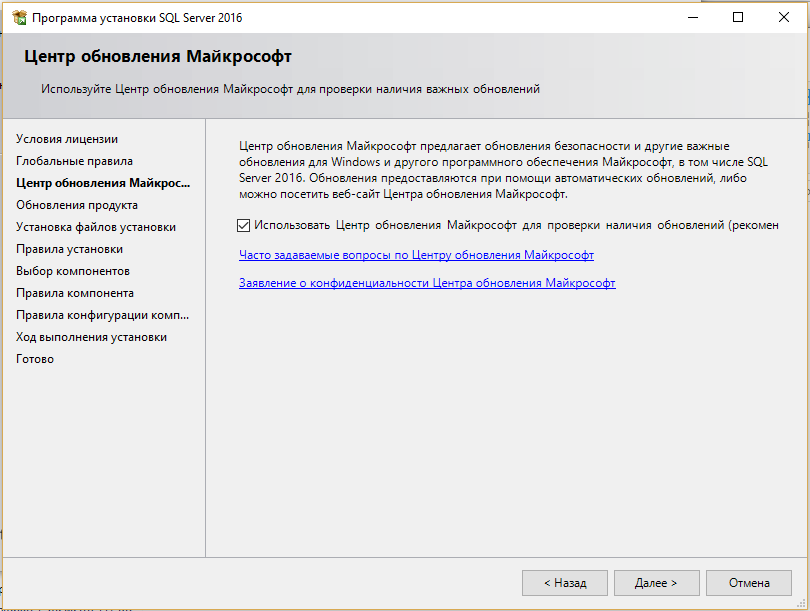 Программа установки SQL Server 2016
Центр обновления Майкрософт
Используйте Центр обновления Майкрософт для проверки наличия важных обновлений
Условия лицензии
Глобальные правила
Центр обновления Майкрос...
Обновления продукта
Установка файлов установки
Правила установки
Выбор компонентов
Правила компонента
Правила конфигурации комп...
Ход выполнения установки
Готово
Центр обновления Майкрософт предлагает обновления безопасности и другие важные
обновления для Windows и другого программного обеспечения Майкрософт, в том числе SQL
Server 2016. Обновления предоставляются при помощи автоматических обновлений, либо
можно посетить веб-сайт Центра обновления Майкрософт.
Использовать Центр обновления Майкрософт для проверки наличия обновлений (рекомен
Часто задаваемые вопросы по Центру обновления Майкрософт
Заявление о конфиденциальности Центра обновления Майкрософт
< Назад
Далее >
Отмена